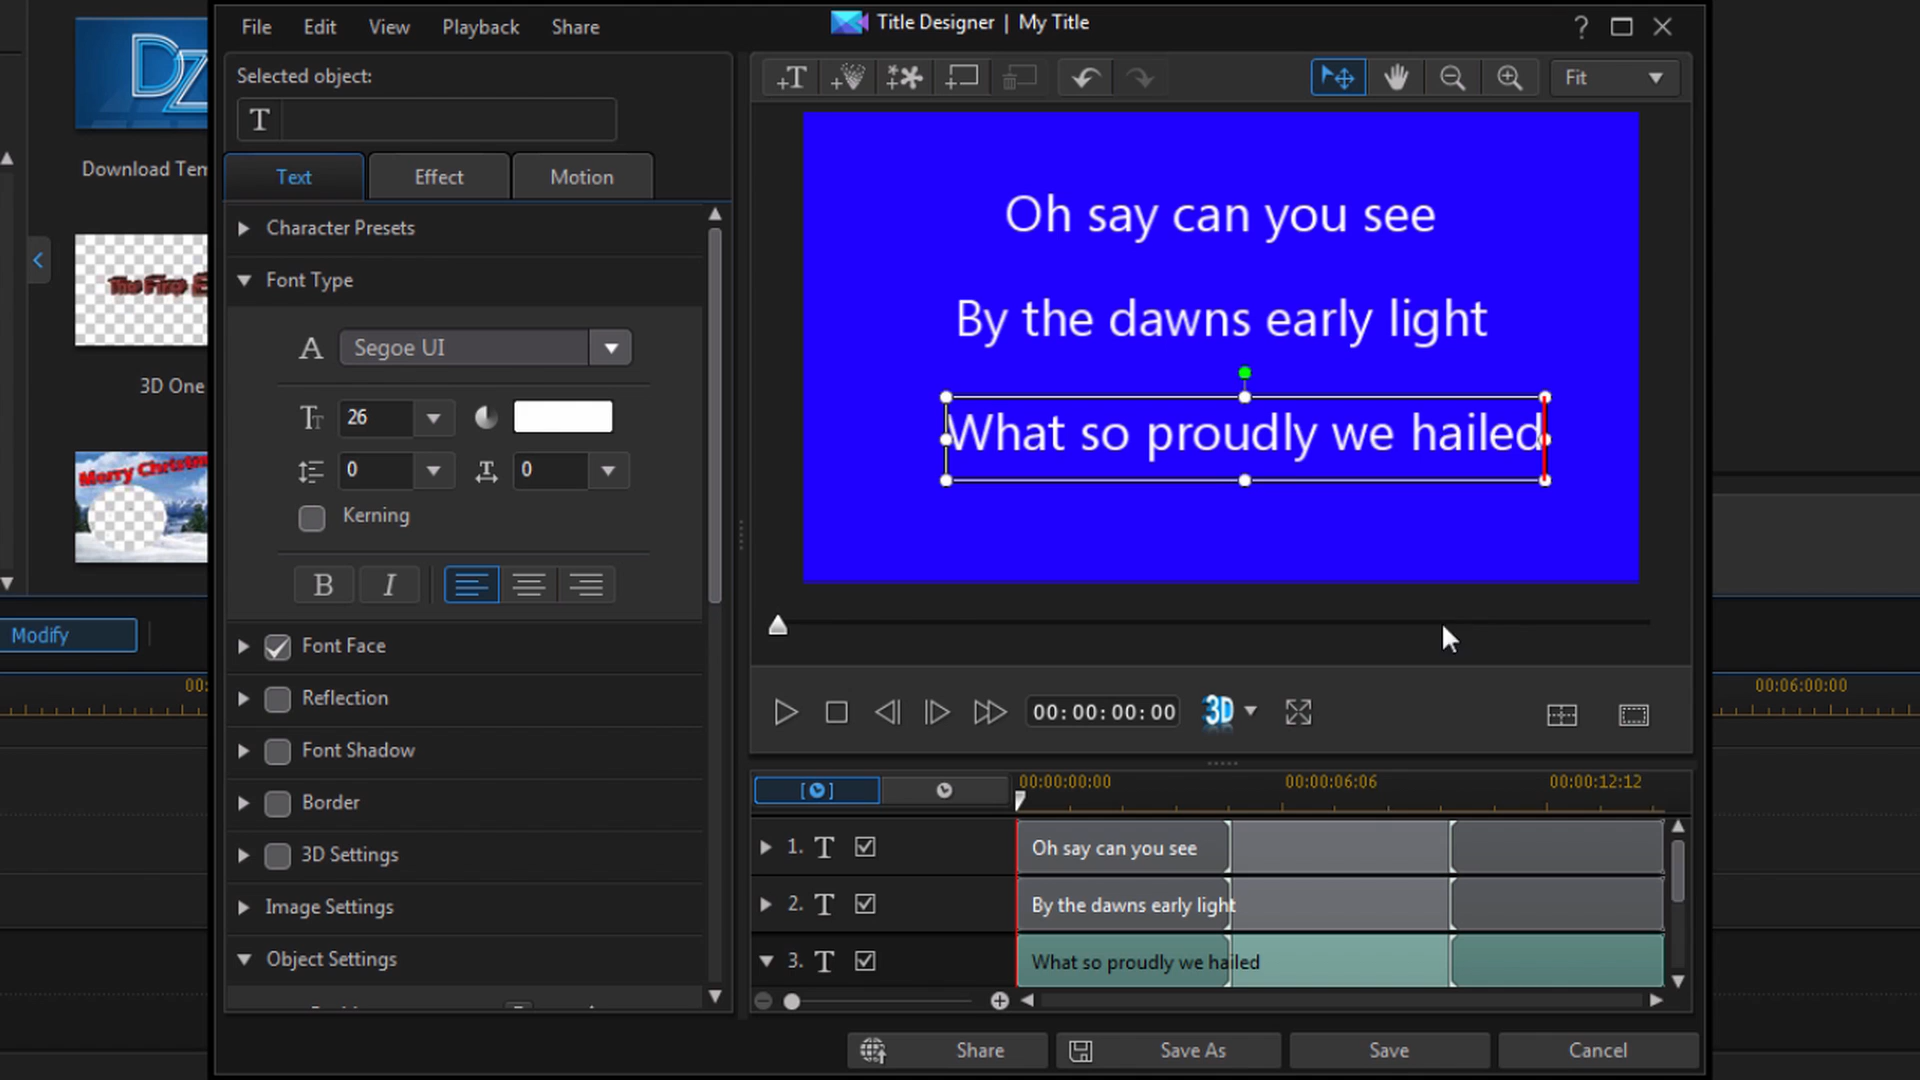 File Edit View Playback Share
Title Designer | My Title
?
Selected object:
T
Fit
Text Effect Motion
Download Tem
Character Presets
Font Type
A Segoe UI
26
0 0
Kerning
B I
Font Face
Reflection
Font Shadow
Border
3D Settings
Image Settings
Object Settings
DZ
3D One
Merry Christm
Modify
Oh say can you see
By the dawns early light
What so proudly we hailed
00:00:00:00
3D
00:06:00:00
00:00:00:00 00:00:06:06 00:00:12:12
1. T Oh say can you see
2. T By the dawns early light
3. T What so proudly we hailed
Share Save As Save Cancel